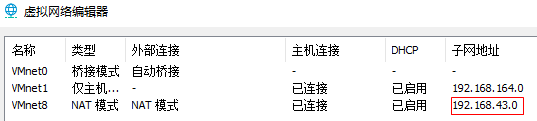 虚拟网络编辑器
名称 类型 外部连接 主机连接 DHCP 子网地址
VMnet0 桥接模式 自动桥接 - - -
VMnet1 仅主机... - 已连接 已启用 192.168.164.0
VMnet8 NAT 模式 NAT 模式 已连接 已启用 192.168.43.0